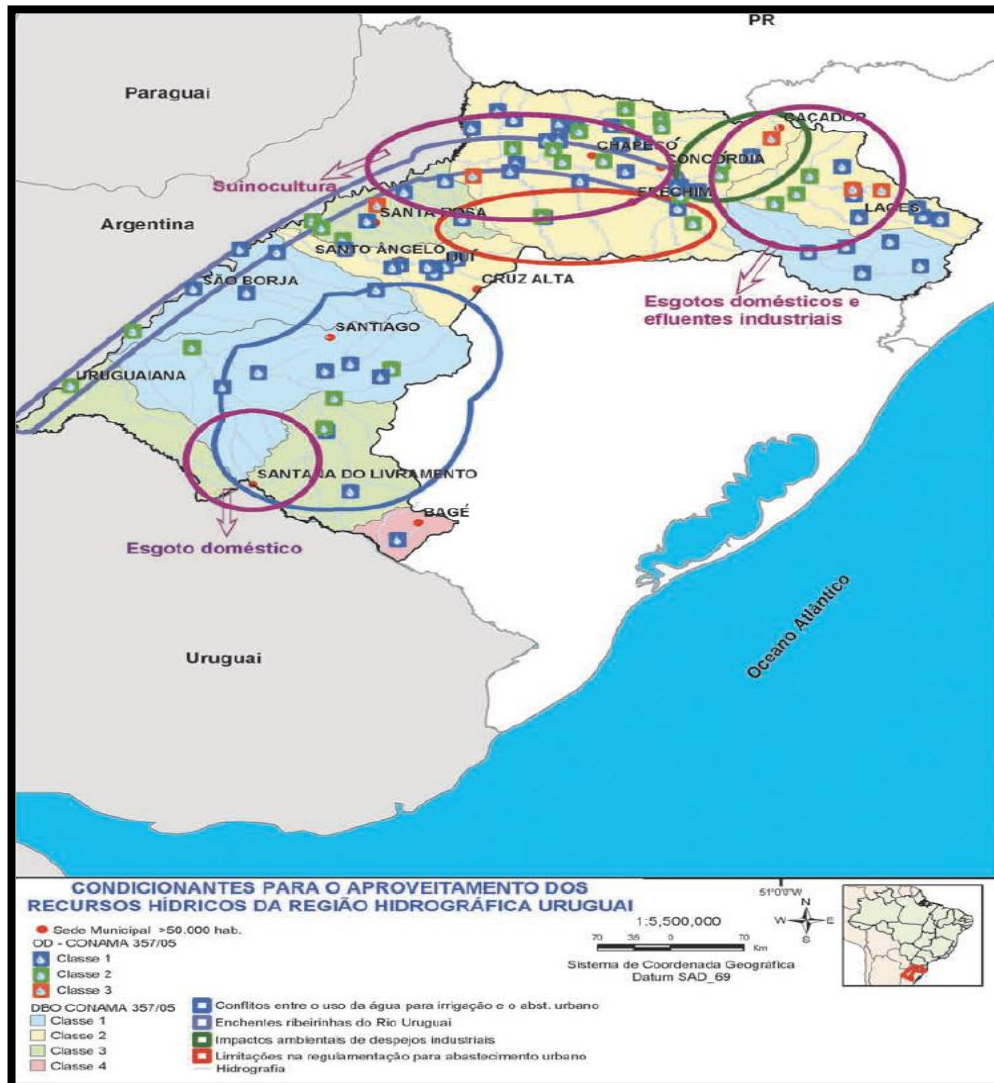 PR
Paraguai
CAÇADOR
CHAPECÓ
CONCÓRDIA
Suinocultura
ERECHIM
Argentina
SANTA ROSA
LAGES
SANTO ÂNGELO
IJUÍ
SÃO BORJA
CRUZ ALTA
Esgotos domésticos e
efluentes industriais
SANTIAGO
URUGUAIANA
SANTANA DO LIVRAMENTO
BAGÉ
Esgoto doméstico
Oceano Atlântico
Uruguai
CONDICIONANTES PARA O APROVEITAMENTO DOS
RECURSOS HÍDRICOS DA REGIÃO HIDROGRÁFICA URUGUAI
51°0'0"W
N
W E
S
1:5,500,000
70 35 0 70
Km
Sistema de Coordenada Geográfica
Datum SAD_69
Sede Municipal >50.000 hab.
OD - CONAMA 357/05
Classe 1
Classe 2
Classe 3
DBO CONAMA 357/05
Classe 1
Classe 2
Classe 3
Classe 4
Conflitos entre o uso da água para irrigação e o abst. urbano
Enchentes ribeirinhas do Rio Uruguai
Impactos ambientais de despejos industriais
Limitações na regulamentação para abastecimento urbano
Hidrografia